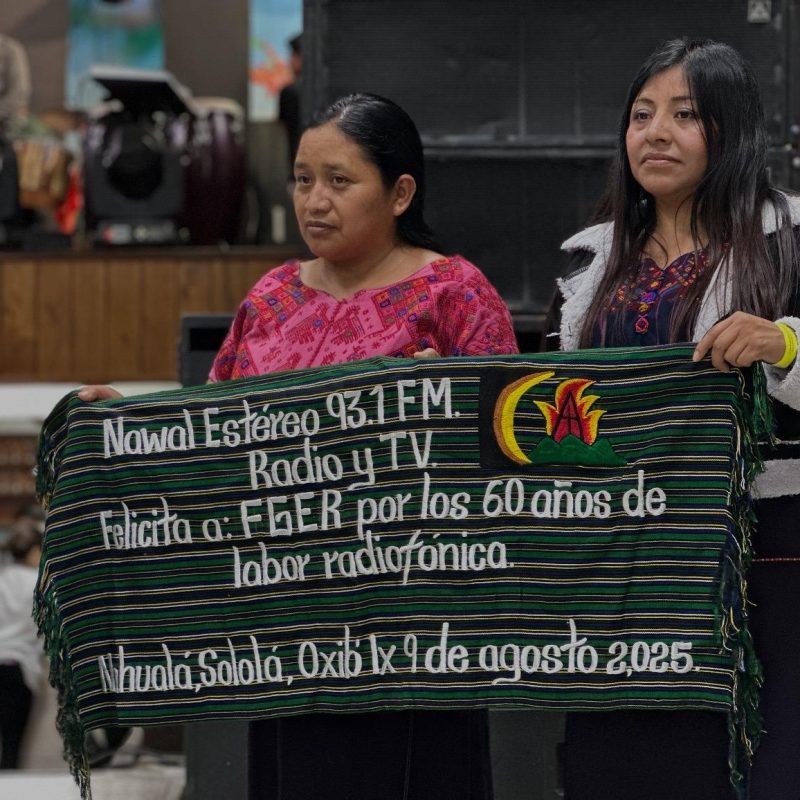 Nawal Estéreo 93.1 FM.
Radio y TV.
Felicita a: FGER por los 60 años de
labor radiofónica.
Nahualá, Sololá, Oxib Ix 9 de agosto 2,025.